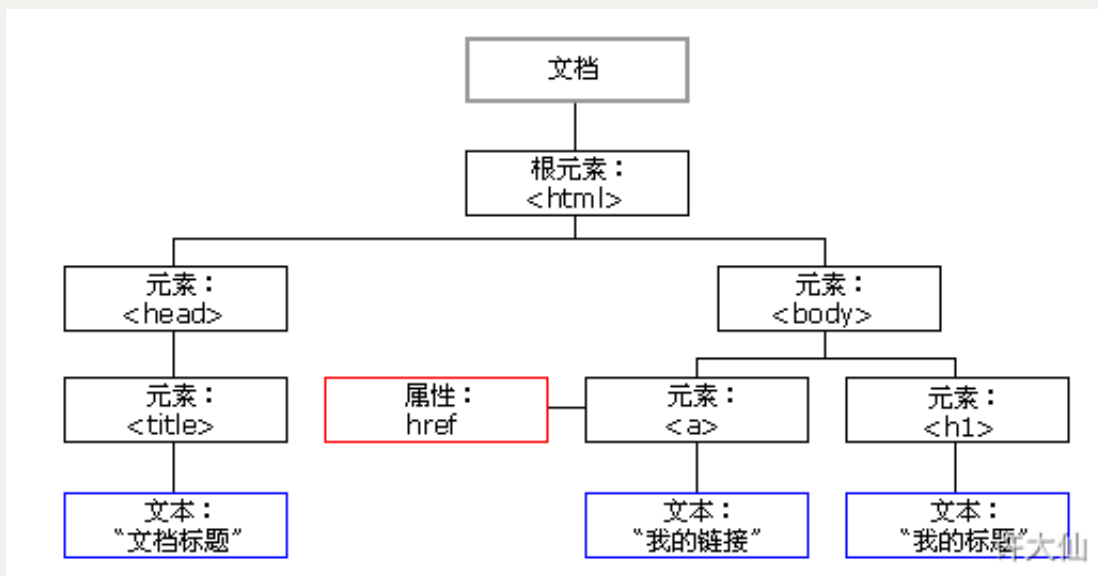 文档
根元素：
<html>
元素：
<head>
元素：
<body>
元素：
<title>
属性：
href
元素：
<a>
元素：
<h1>
文本：
“文档标题”
文本：
“我的链接”
文本：
“我的标题”
大仙